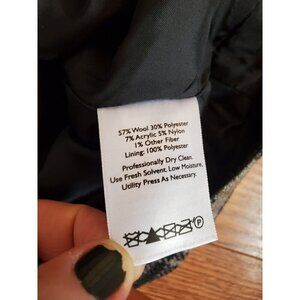 57% Wool 30% Polyester
7% Acrylic 5% Nylon
1% Other Fiber
Lining: 100% Polyester
Professionally Dry Clean.
Use Fresh Solvent. Low Moisture,
Utility Press As Necessary.
P